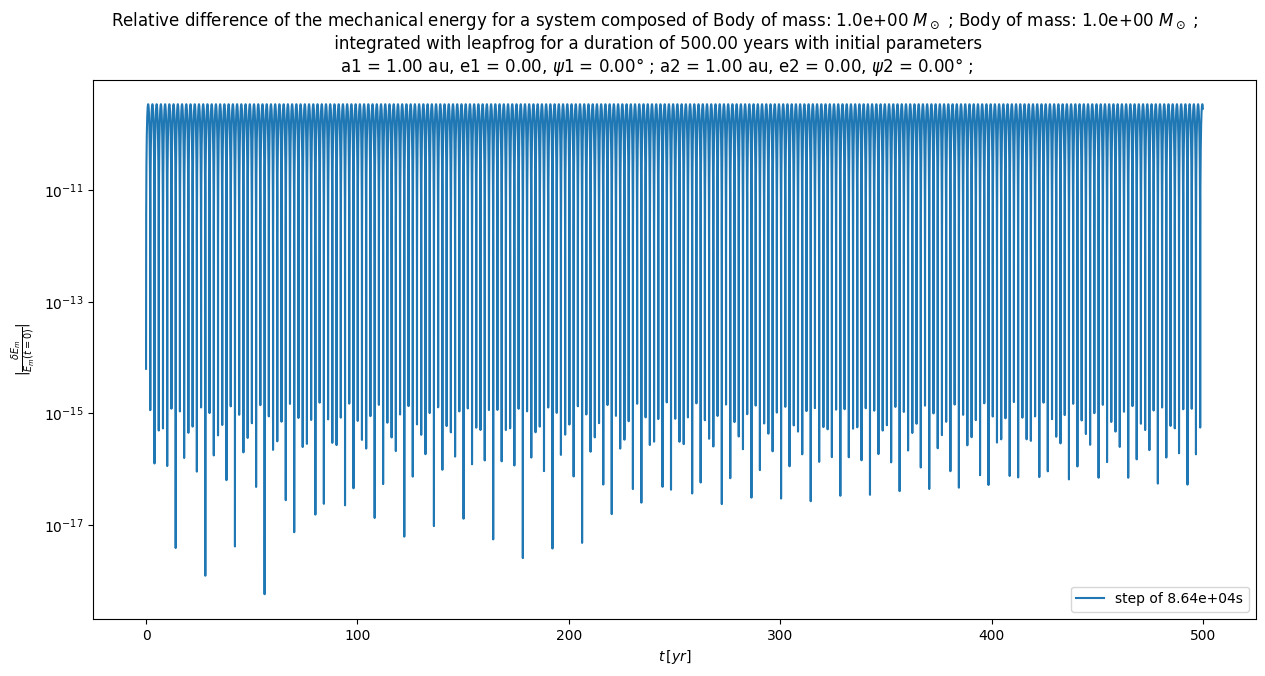 Relative difference of the mechanical energy for a system composed of Body of mass: 1.0e+00 $M_\odot$ ; Body of mass: 1.0e+00 $M_\odot$ ;
integrated with leapfrog for a duration of 500.00 years with initial parameters
a1 = 1.00 au, e1 = 0.00, ψ1 = 0.00° ; a2 = 1.00 au, e2 = 0.00, ψ2 = 0.00° ;
$10^{-11}$
$10^{-13}$
$10^{-15}$
$10^{-17}$
$|\frac{\delta E_m}{E_m(t=0)}|$
step of 8.64e+04s
0 100 200 300 400 500
t [yr]